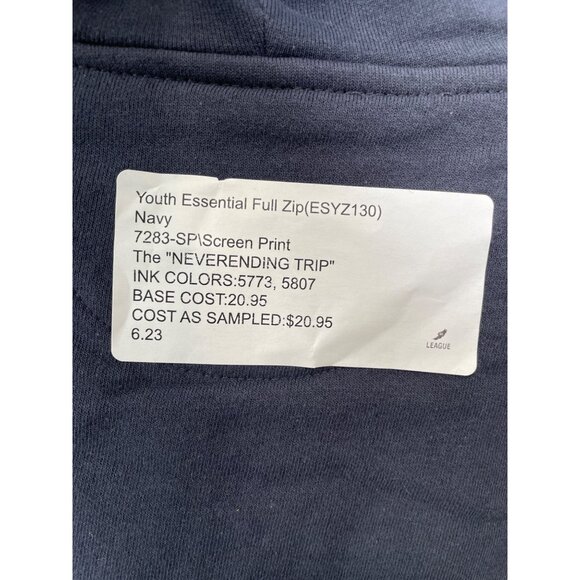 Youth Essential Full Zip(ESYZ130)
Navy
7283-SP\Screen Print
The "NEVERENDING TRIP"
INK COLORS:5773, 5807
BASE COST:20.95
COST AS SAMPLED:$20.95
6.23
LEAGUE